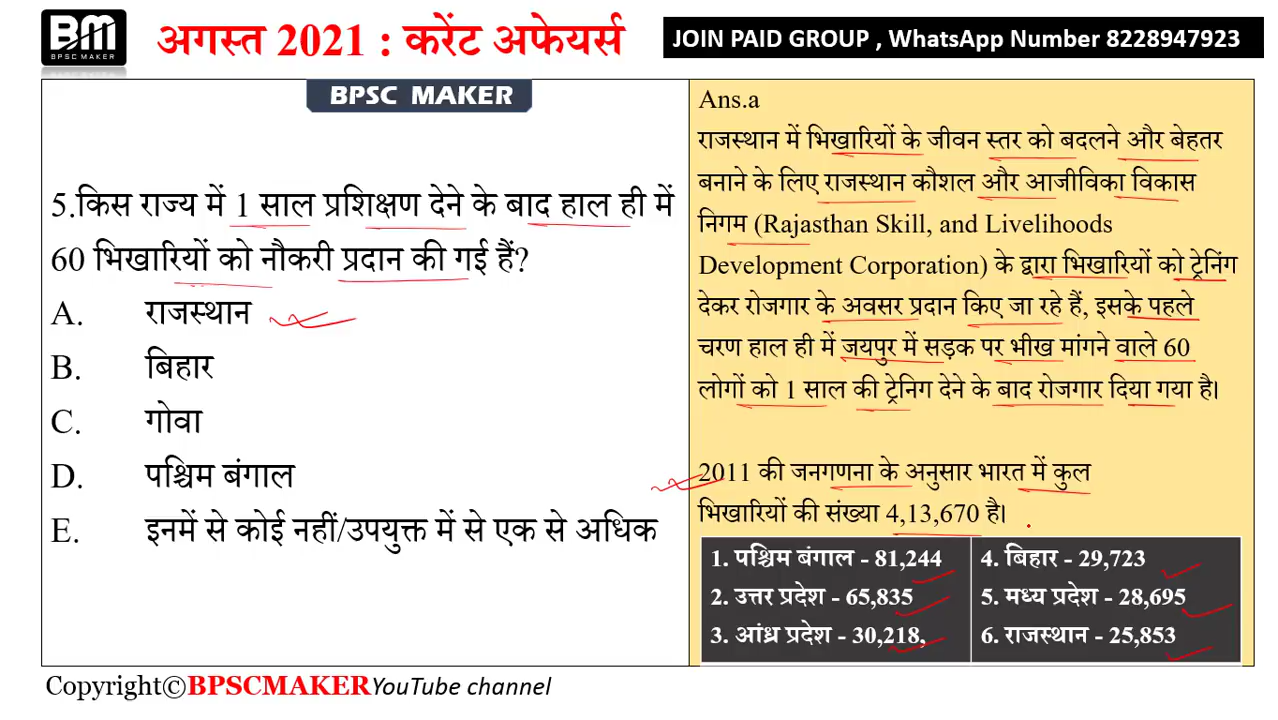 BM
BPSC MAKER
अगस्त 2021 : करेंट अफेयर्स
JOIN PAID GROUP , WhatsApp Number 8228947923
BPSC MAKER
5.किस राज्य में 1 साल प्रशिक्षण देने के बाद हाल ही में
60 भिखारियों को नौकरी प्रदान की गई हैं?
A. राजस्थान
B. बिहार
C. गोवा
D. पश्चिम बंगाल
E. इनमें से कोई नहीं/उपयुक्त में से एक से अधिक
Ans.a
राजस्थान में भिखारियों के जीवन स्तर को बदलने और बेहतर
बनाने के लिए राजस्थान कौशल और आजीविका विकास
निगम (Rajasthan Skill, and Livelihoods
Development Corporation) के द्वारा भिखारियों को ट्रेनिंग
देकर रोजगार के अवसर प्रदान किए जा रहे हैं, इसके पहले
चरण हाल ही में जयपुर में सड़क पर भीख मांगने वाले 60
लोगों को 1 साल की ट्रेनिग देने के बाद रोजगार दिया गया है।
2011 की जनगणना के अनुसार भारत में कुल
भिखारियों की संख्या 4,13,670 है।
1. पश्चिम बंगाल - 81,244
2. उत्तर प्रदेश - 65,835
3. आंध्र प्रदेश - 30,218,
4. बिहार - 29,723
5. मध्य प्रदेश - 28,695
6. राजस्थान - 25,853
Copyright©BPSCMAKERYouTube channel